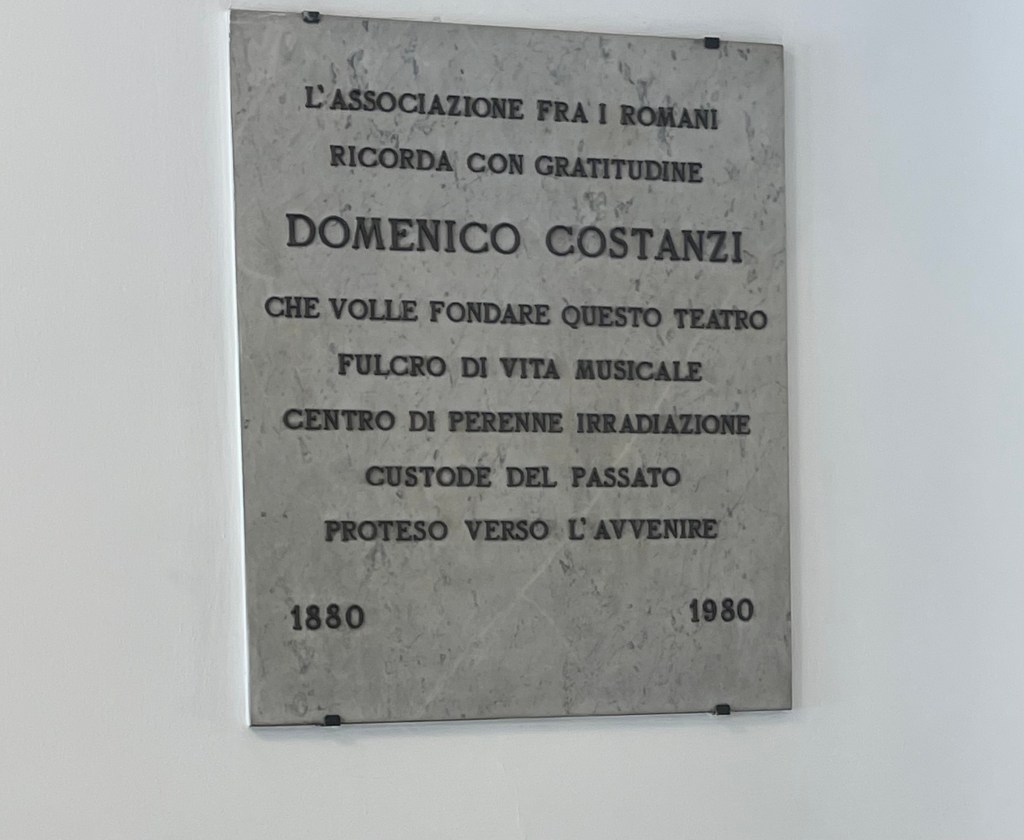 L'ASSOCIAZIONE FRA I ROMANI
RICORDA CON GRATITUDINE
DOMENICO COSTANZI
CHE VOLLE FONDARE QUESTO TEATRO
FULCRO DI VITA MUSICALE
CENTRO DI PERENNE IRRADIAZIONE
CUSTODE DEL PASSATO
PROTESO VERSO L'AVVENIRE
1880 1980